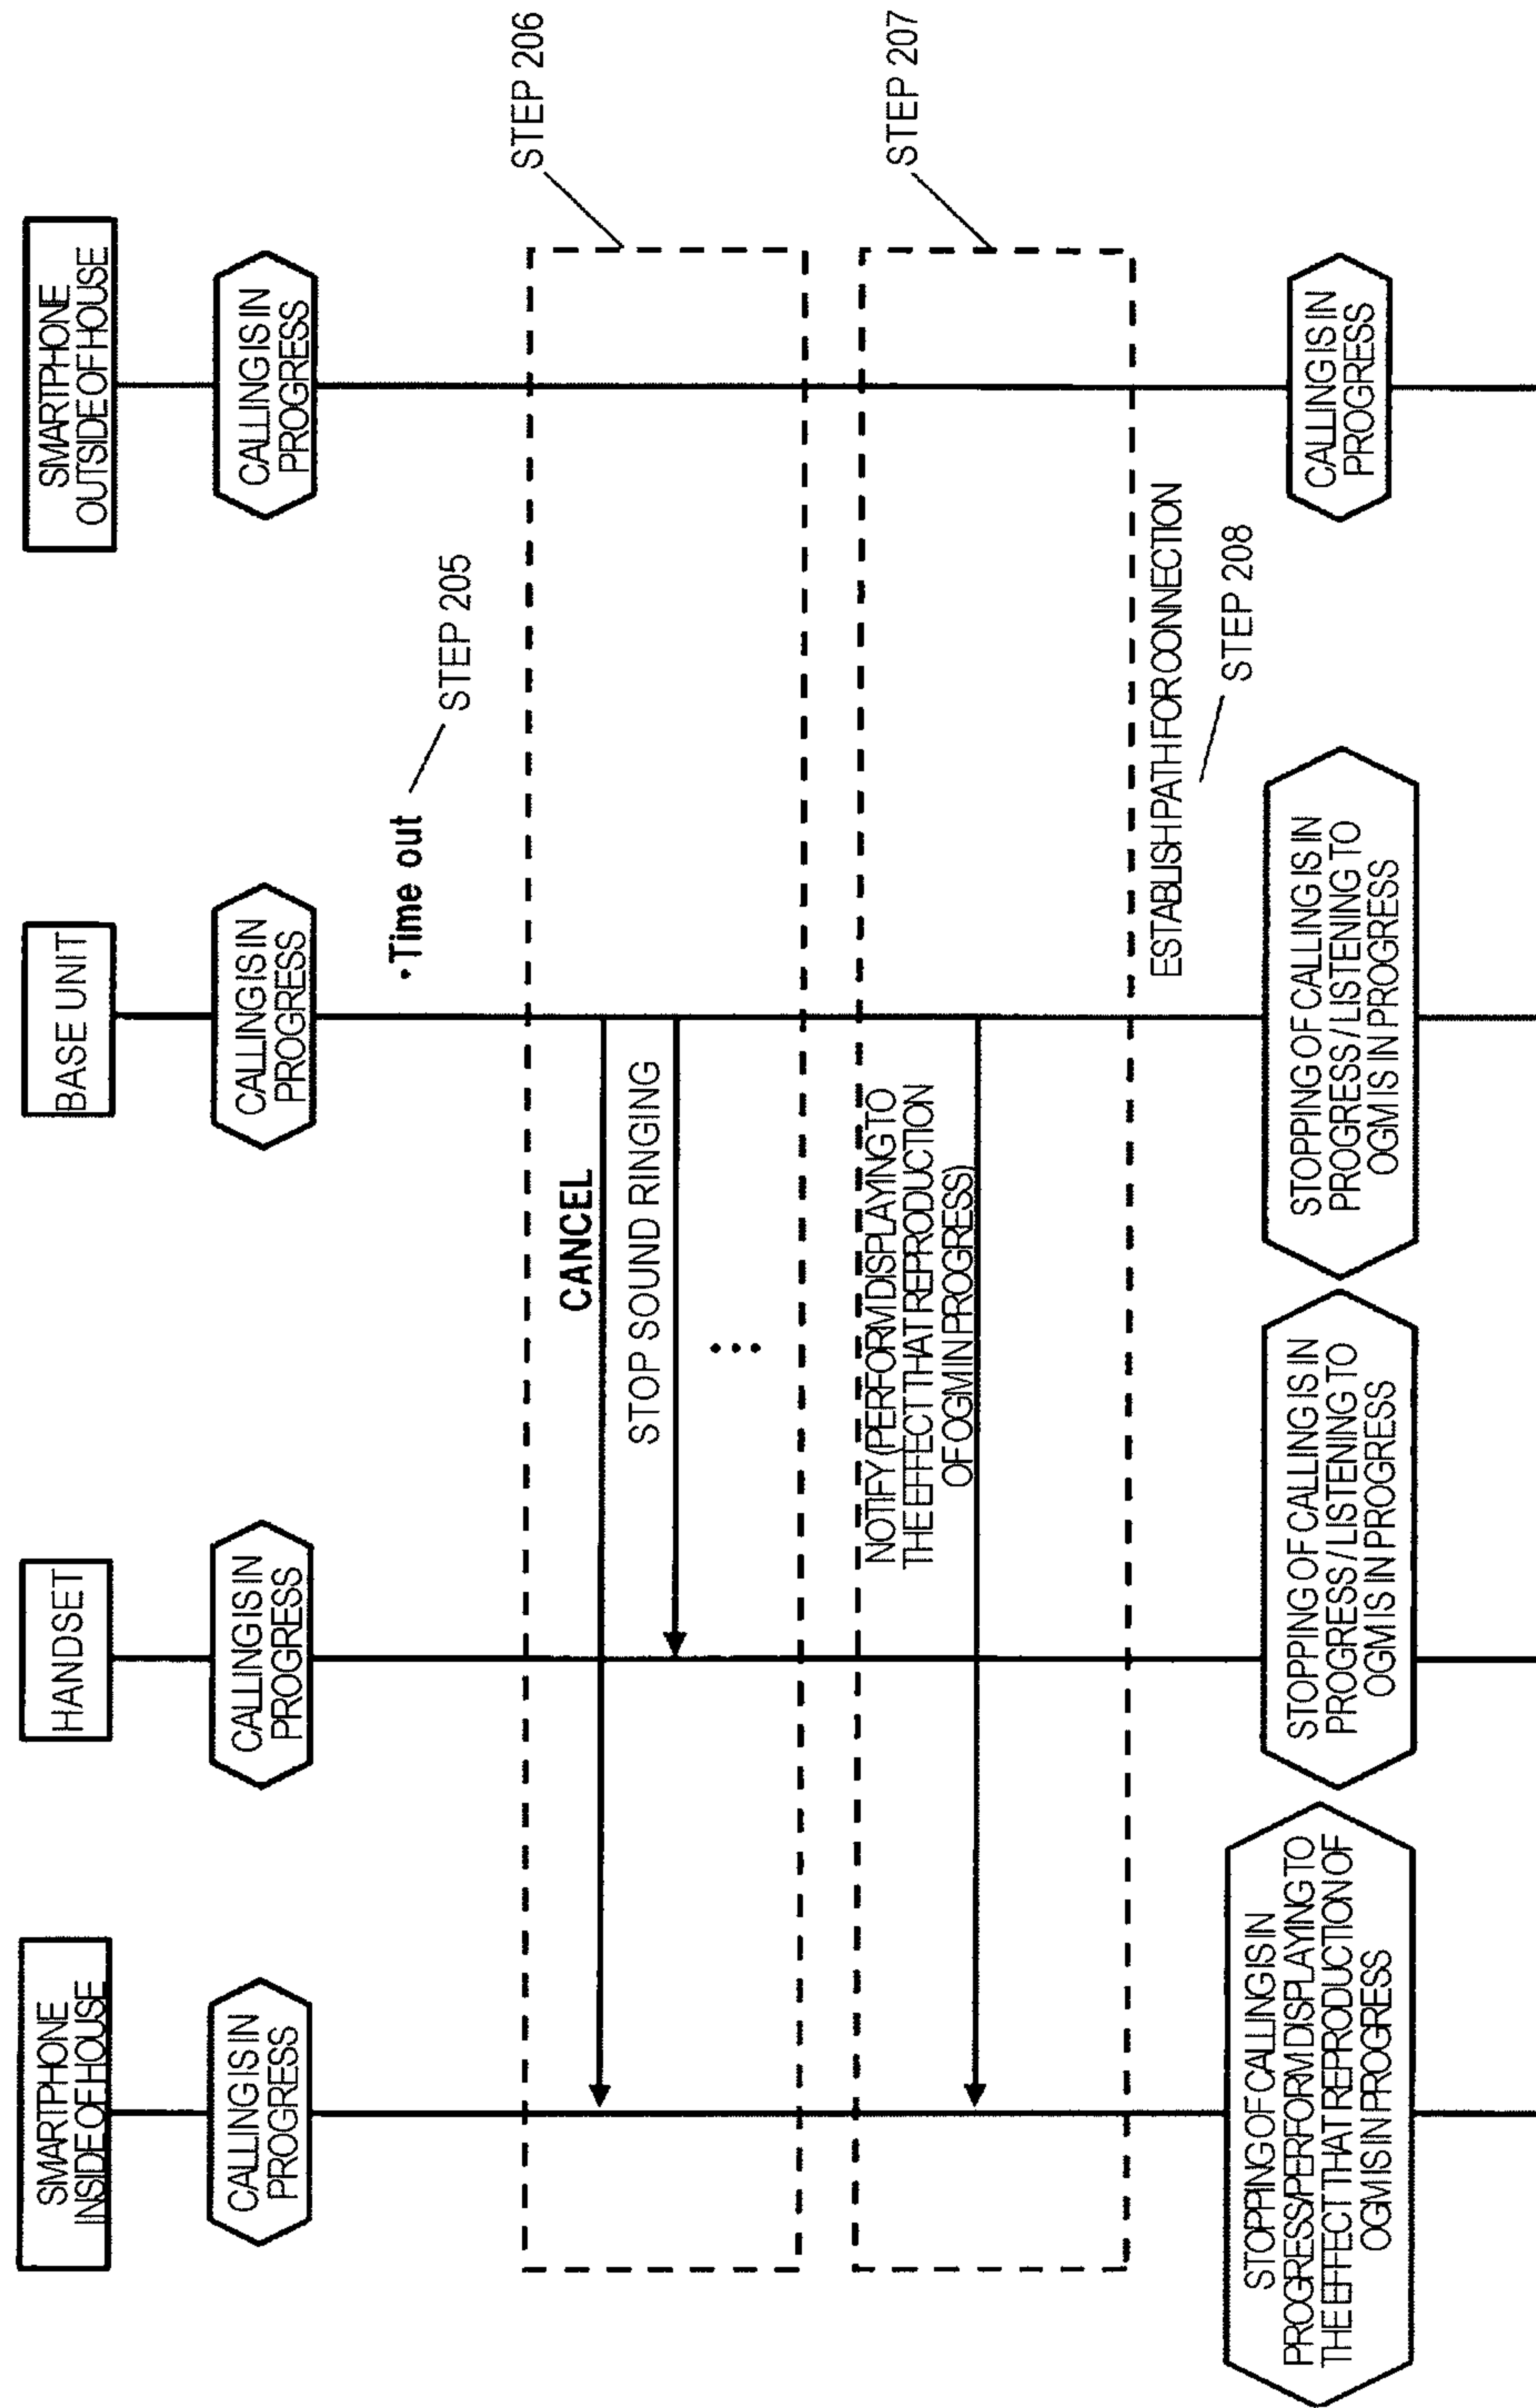 SMARTPHONE
INSIDE OF HOUSE
HANDSET
BASE UNIT
SMARTPHONE
OUTSIDE OF HOUSE
CALLING IS IN
PROGRESS
CALLING IS IN
PROGRESS
CALLING IS IN
PROGRESS
CALLING IS IN
PROGRESS
•Time out
STEP 205
STEP 206
CANCEL
STOP SOUND RINGING
...
STEP 207
NOTIFY (PERFORM DISPLAYING TO
THE EFFECT THAT REPRODUCTION
OF OGM IN PROGRESS)
ESTABLISH PATH FOR CONNECTION
STEP 208
STOPPING OF CALLING IS IN
PROGRESS/PERFORM DISPLAYING TO
THE EFFECT THAT REPRODUCTION OF
OGM IS IN PROGRESS
STOPPING OF CALLING IS IN
PROGRESS / LISTENING TO
OGM IS IN PROGRESS
STOPPING OF CALLING IS IN
PROGRESS / LISTENING TO
OGM IS IN PROGRESS
CALLING IS IN
PROGRESS